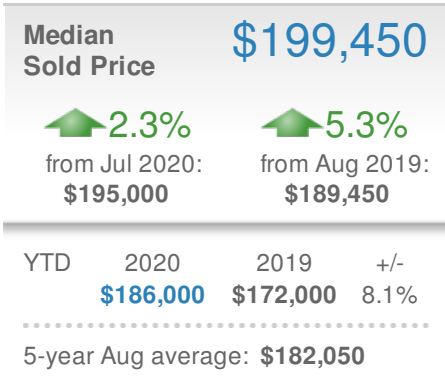 Median $199,450
Sold Price
2.3% 5.3%
from Jul 2020: from Aug 2019:
$195,000 $189,450
YTD 2020 2019 +/-
$186,000 $172,000 8.1%
5-year Aug average: $182,050